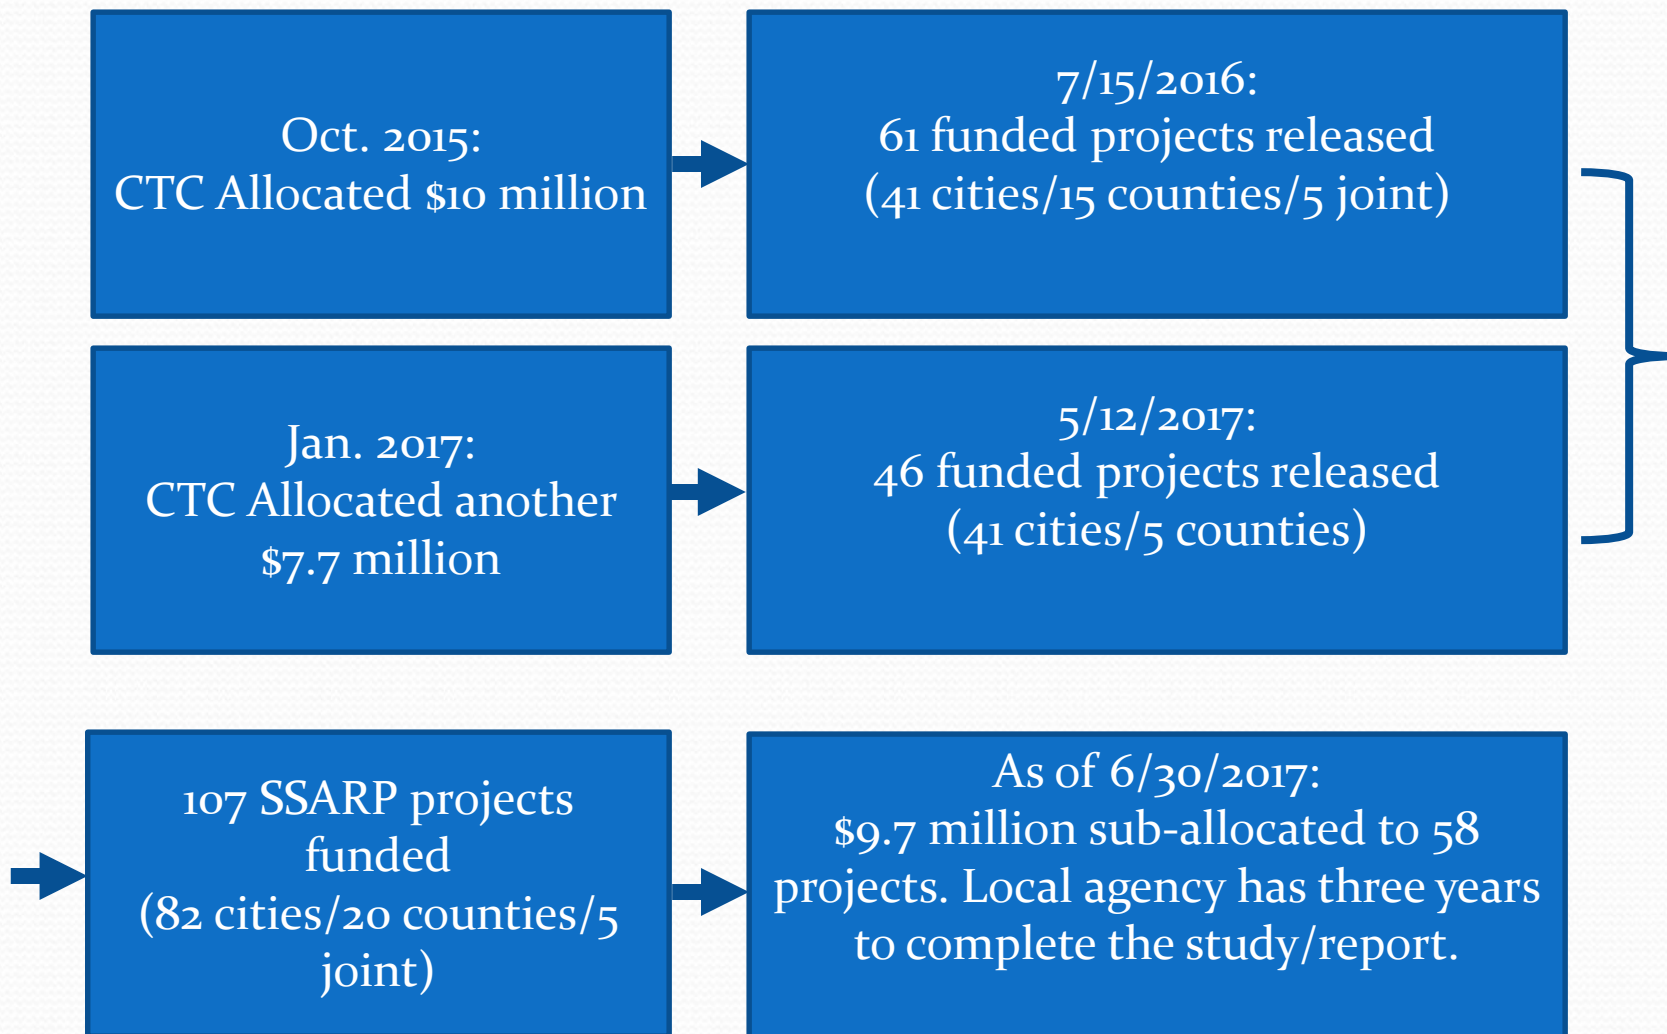 Oct. 2015:
CTC Allocated $10 million
7/15/2016:
61 funded projects released
(41 cities/15 counties/5 joint)
Jan. 2017:
CTC Allocated another
$7.7 million
5/12/2017:
46 funded projects released
(41 cities/5 counties)
107 SSARP projects
funded
(82 cities/20 counties/5
joint)
As of 6/30/2017:
$9.7 million sub-allocated to 58
projects. Local agency has three years
to complete the study/report.